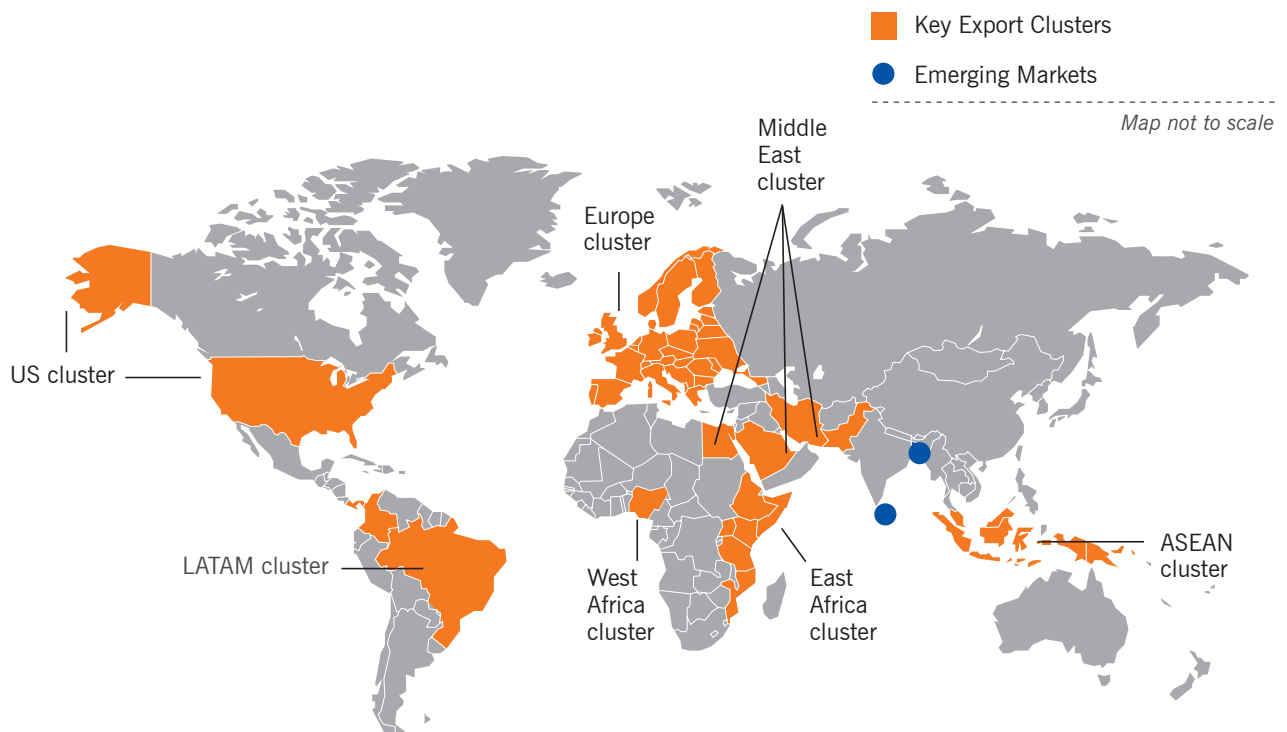 Key Export Clusters
Emerging Markets
Map not to scale
Middle
East
cluster
Europe
cluster
US cluster
LATAM cluster
West
Africa
cluster
East
Africa
cluster
ASEAN
cluster